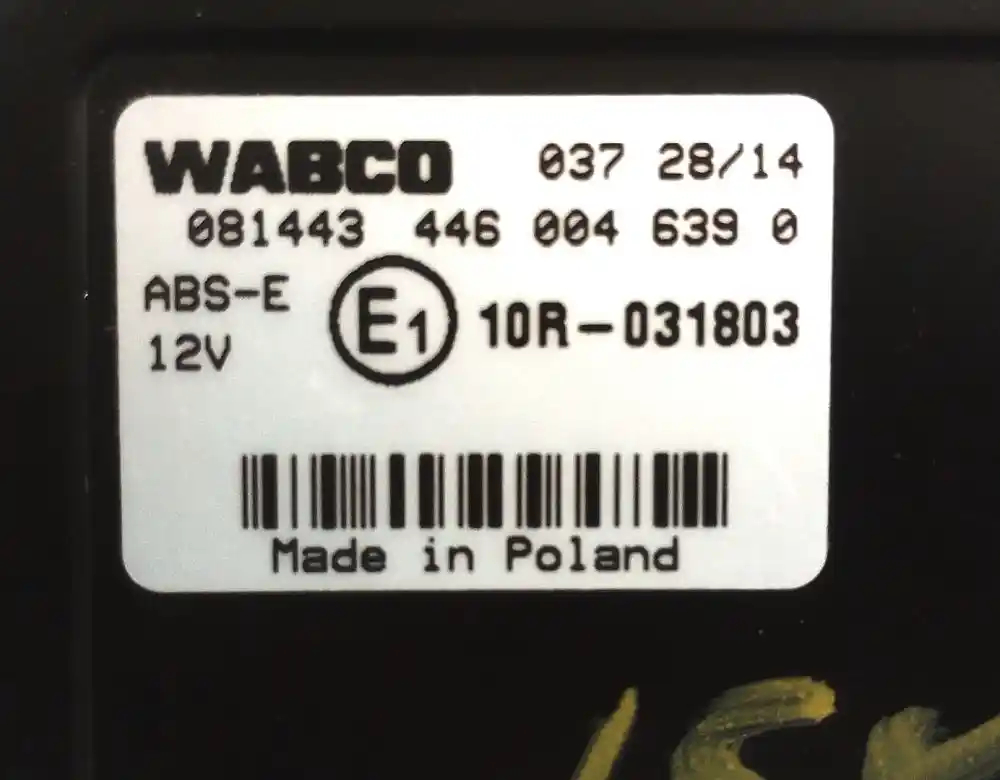 WABCO 037 28/14
081443 446 004 639 0
ABS-E
12V
E1 10R-031803
Made in Poland